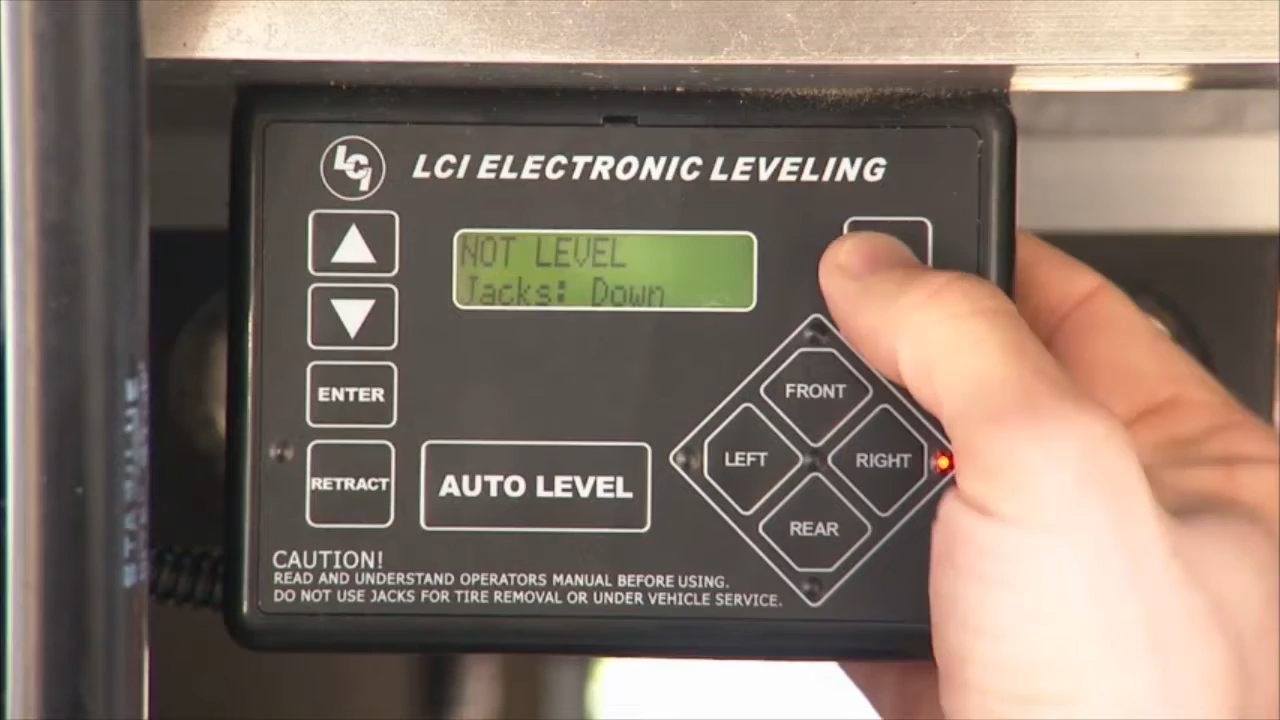 LCI
LCI ELECTRONIC LEVELING
NOT LEVEL
Jacks: Down
ENTER
RETRACT
AUTO LEVEL
FRONT
LEFT
RIGHT
REAR
CAUTION!
READ AND UNDERSTAND OPERATORS MANUAL BEFORE USING.
DO NOT USE JACKS FOR TIRE REMOVAL OR UNDER VEHICLE SERVICE.